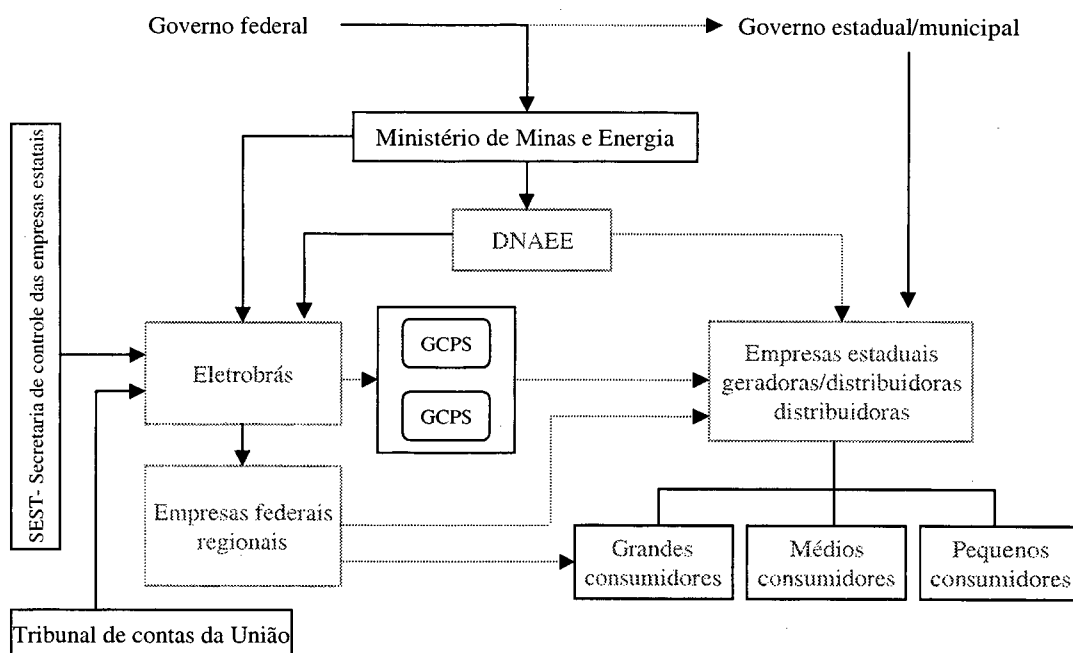 Governo federal
Governo estadual/municipal
Ministério de Minas e Energia
SEST- Secretaria de controle das empresas estatais
DNAEE
Eletrobrás
GCPS
GCPS
Empresas estaduais
geradoras/distribuidoras
distribuidoras
Empresas federais
regionais
Grandes
consumidores
Médios
consumidores
Pequenos
consumidores
Tribunal de contas da União